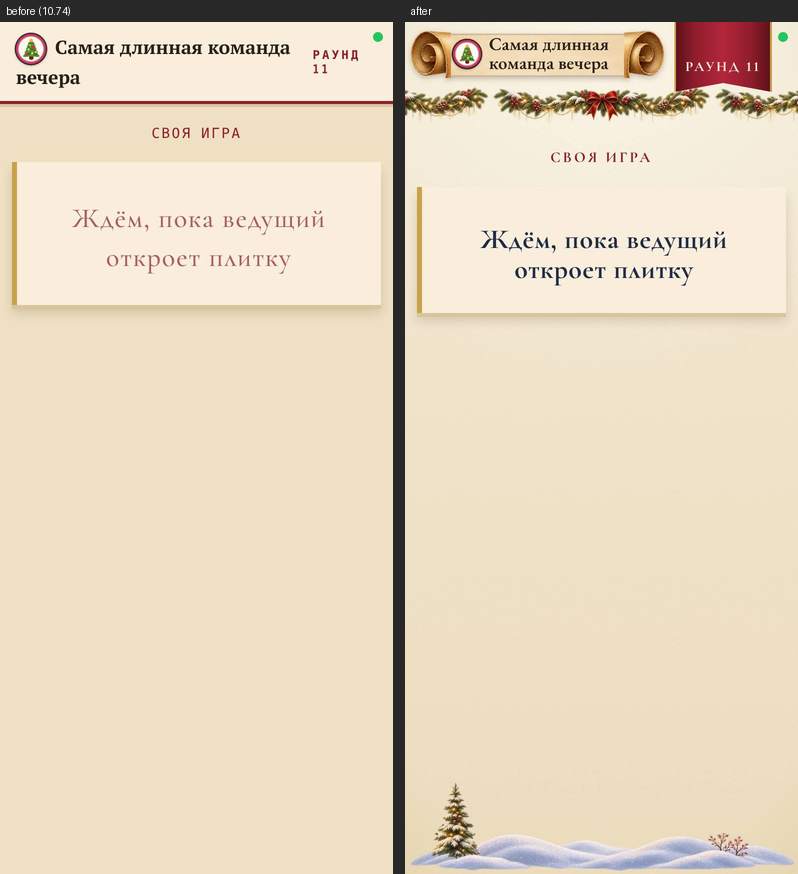 before (10.74)
Самая длинная команда
вечера
РАУНД
11
СВОЯ ИГРА
Ждём, пока ведущий
откроет плитку
after
Самая длинная
команда вечера
РАУНД 11
СВОЯ ИГРА
Ждём, пока ведущий
откроет плитку